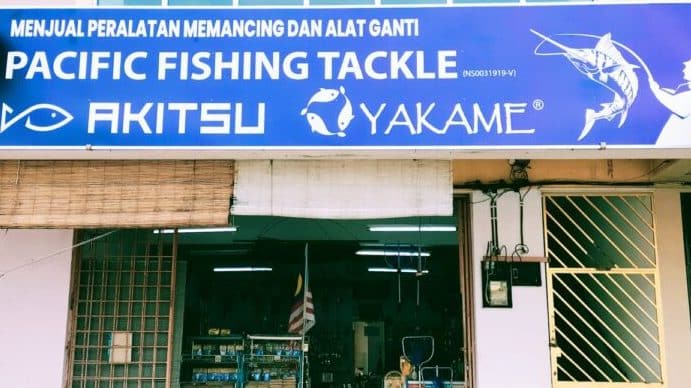 MENJUAL PERALATAN MEMANCING DAN ALAT GANTI
PACIFIC FISHING TACKLE (NS0031919-V)
AKITSU YAKAME®